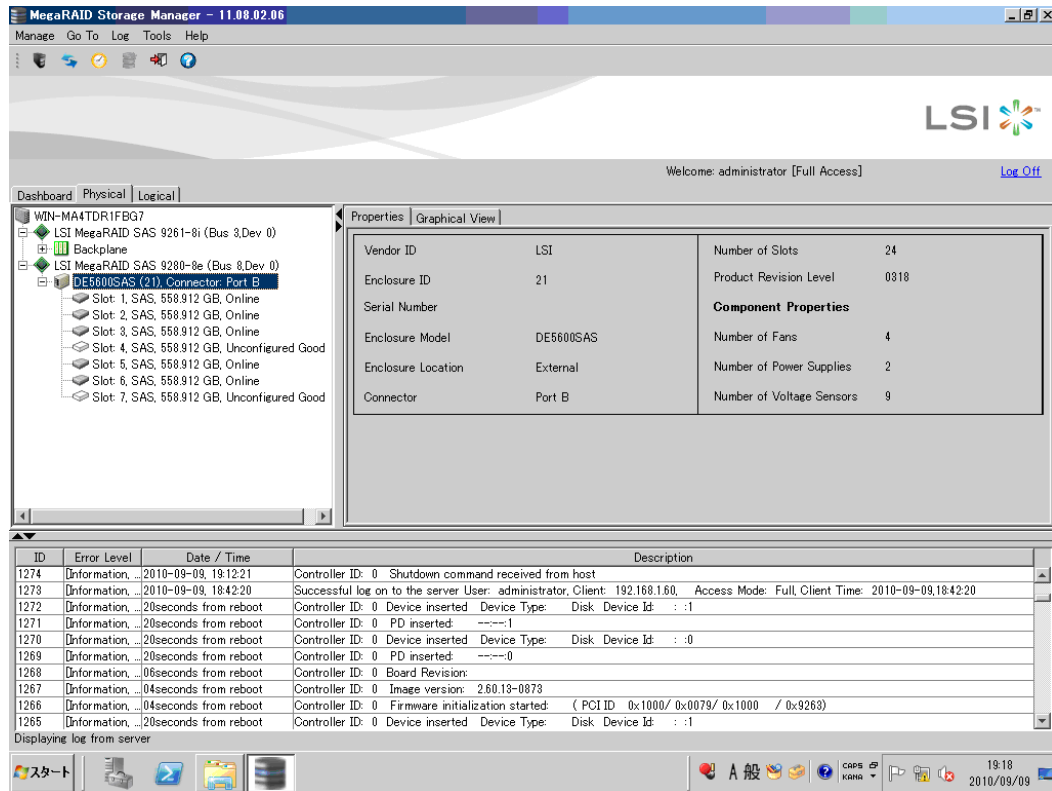 MegaRAID Storage Manager - 11.08.02.06
Manage Go To Log Tools Help
LSI
Welcome: administrator [Full Access] Log Off
Dashboard Physical Logical
WIN-MA4TDR1FBG7
LSI MegaRAID SAS 9261-8i (Bus 3,Dev 0)
Backplane
LSI MegaRAID SAS 9280-8e (Bus 8,Dev 0)
DE5600SAS (21), Connector: Port B
Slot: 1, SAS, 558.912 GB, Online
Slot: 2, SAS, 558.912 GB, Online
Slot: 3, SAS, 558.912 GB, Online
Slot: 4, SAS, 558.912 GB, Unconfigured Good
Slot: 5, SAS, 558.912 GB, Online
Slot: 6, SAS, 558.912 GB, Online
Slot: 7, SAS, 558.912 GB, Unconfigured Good
Properties Graphical View
Vendor ID LSI
Enclosure ID 21
Serial Number
Enclosure Model DE5600SAS
Enclosure Location External
Connector Port B
Number of Slots 24
Product Revision Level 0318
Component Properties
Number of Fans 4
Number of Power Supplies 2
Number of Voltage Sensors 9
ID Error Level Date / Time Description
1274 [Information, ... 2010-09-09, 19:12:21 Controller ID: 0 Shutdown command received from host
1273 [Information, ... 2010-09-09, 18:42:20 Successful log on to the server User: administrator, Client: 192.168.1.60, Access Mode: Full, Client Time: 2010-09-09,18:42:20
1272 [Information, ... 20seconds from reboot Controller ID: 0 Device inserted Device Type: Disk Device Id: : :1
1271 [Information, ... 20seconds from reboot Controller ID: 0 PD inserted: --:--:1
1270 [Information, ... 20seconds from reboot Controller ID: 0 Device inserted Device Type: Disk Device Id: : :0
1269 [Information, ... 20seconds from reboot Controller ID: 0 PD inserted: --:--:0
1268 [Information, ... 06seconds from reboot Controller ID: 0 Board Revision:
1267 [Information, ... 04seconds from reboot Controller ID: 0 Image version: 2.60.13-0873
1266 [Information, ... 04seconds from reboot Controller ID: 0 Firmware initialization started: ( PCI ID 0x1000/ 0x0079/ 0x1000 / 0x9263)
1265 [Information, ... 20seconds from reboot Controller ID: 0 Device inserted Device Type: Disk Device Id: : :1
Displaying log from server
スタート A 般 CAPS KANA 19:18
2010/09/09